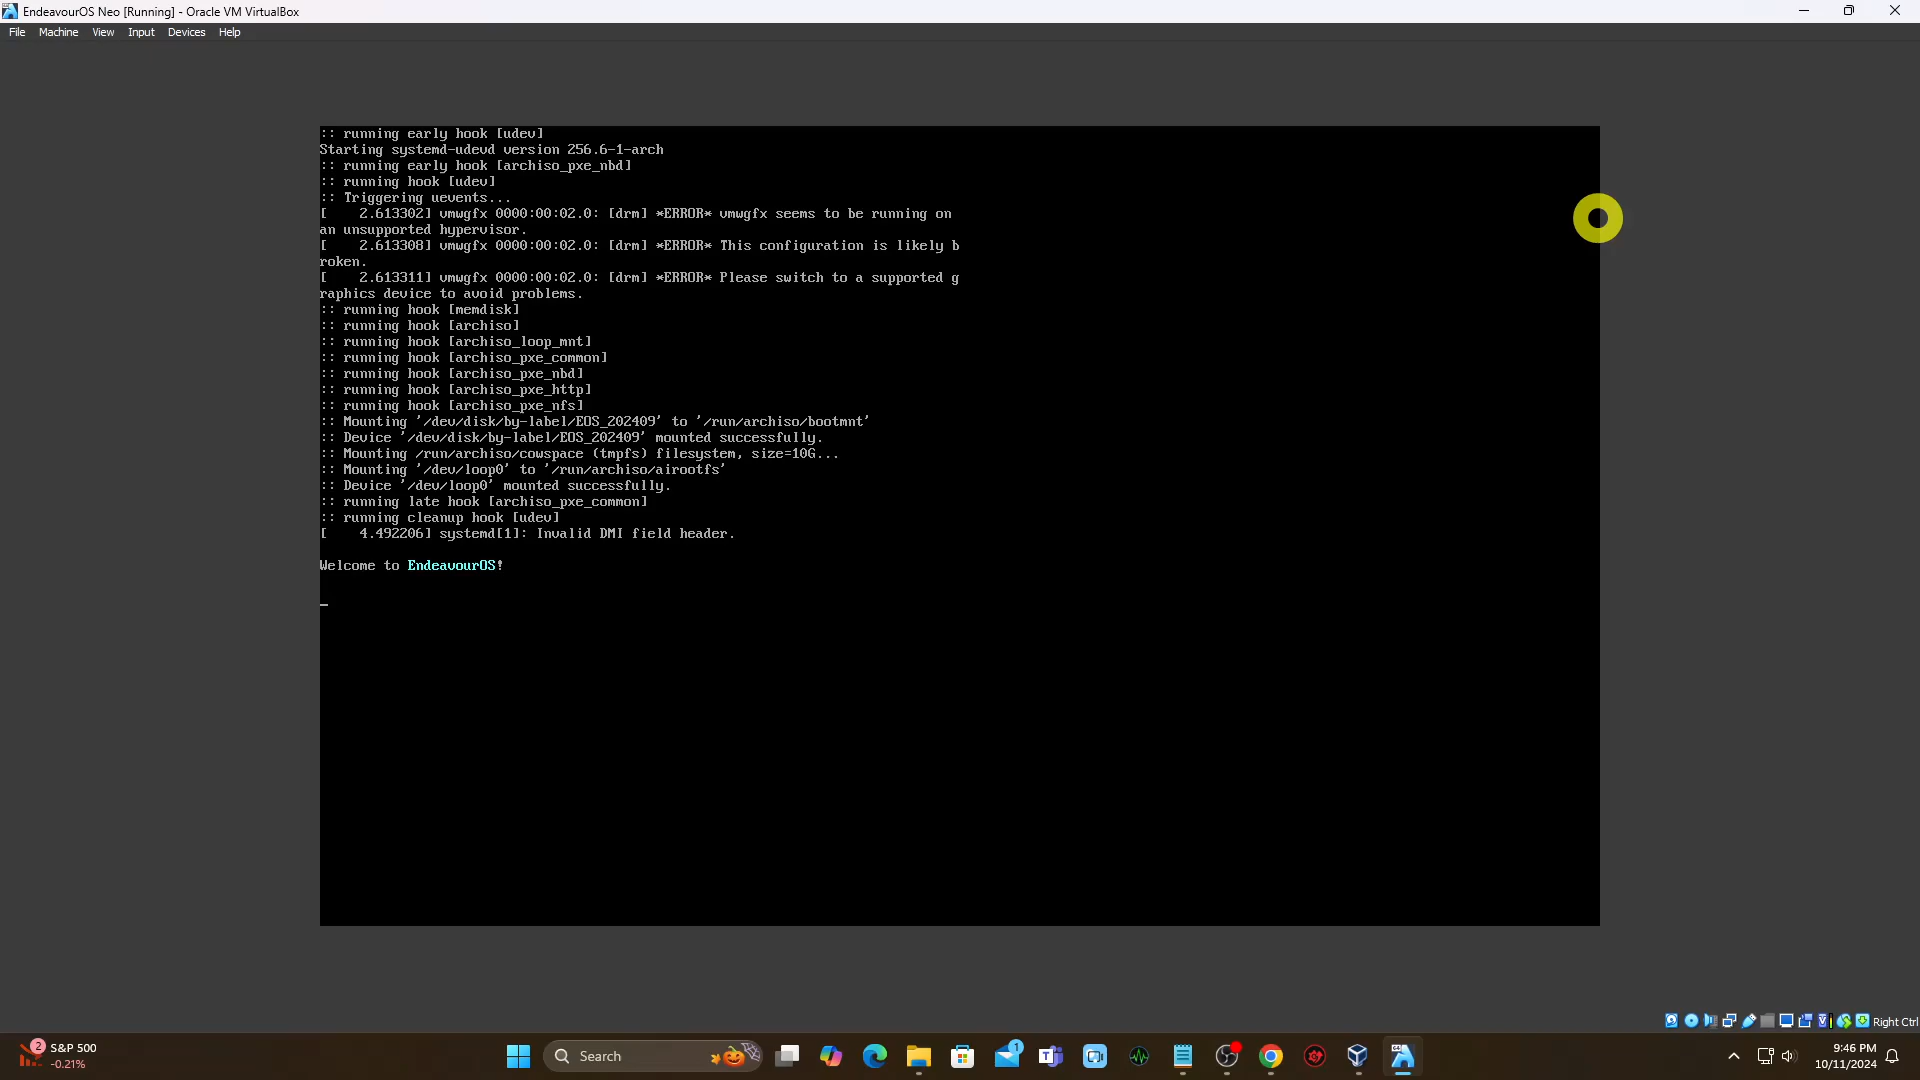 EndeavourOS Neo [Running] - Oracle VM VirtualBox
File Machine View Input Devices Help
:: running early hook [udev]
Starting systemd-udevd version 256.6-1-arch
:: running early hook [archiso_pxe_nbd]
:: running hook [udev]
:: Triggering uevents...
[    2.613302] vmwgfx 0000:00:02.0: [drm] *ERROR* vmwgfx seems to be running on
an unsupported hypervisor.
[    2.613308] vmwgfx 0000:00:02.0: [drm] *ERROR* This configuration is likely b
roken.
[    2.613311] vmwgfx 0000:00:02.0: [drm] *ERROR* Please switch to a supported g
raphics device to avoid problems.
:: running hook [memdisk]
:: running hook [archiso]
:: running hook [archiso_loop_mnt]
:: running hook [archiso_pxe_common]
:: running hook [archiso_pxe_nbd]
:: running hook [archiso_pxe_http]
:: running hook [archiso_pxe_nfs]
:: Mounting '/dev/disk/by-label/EOS_202409' to '/run/archiso/bootmnt'
:: Device '/dev/disk/by-label/EOS_202409' mounted successfully.
:: Mounting /run/archiso/cowspace (tmpfs) filesystem, size=10G...
:: Mounting '/dev/loop0' to '/run/archiso/airootfs'
:: Device '/dev/loop0' mounted successfully.
:: running late hook [archiso_pxe_common]
:: running cleanup hook [udev]
[    4.492206] systemd[1]: Invalid DMI field header.
Welcome to EndeavourOS!
_
Right Ctrl
2
S&P 500
-0.21%
Search
1
9:46 PM
10/11/2024